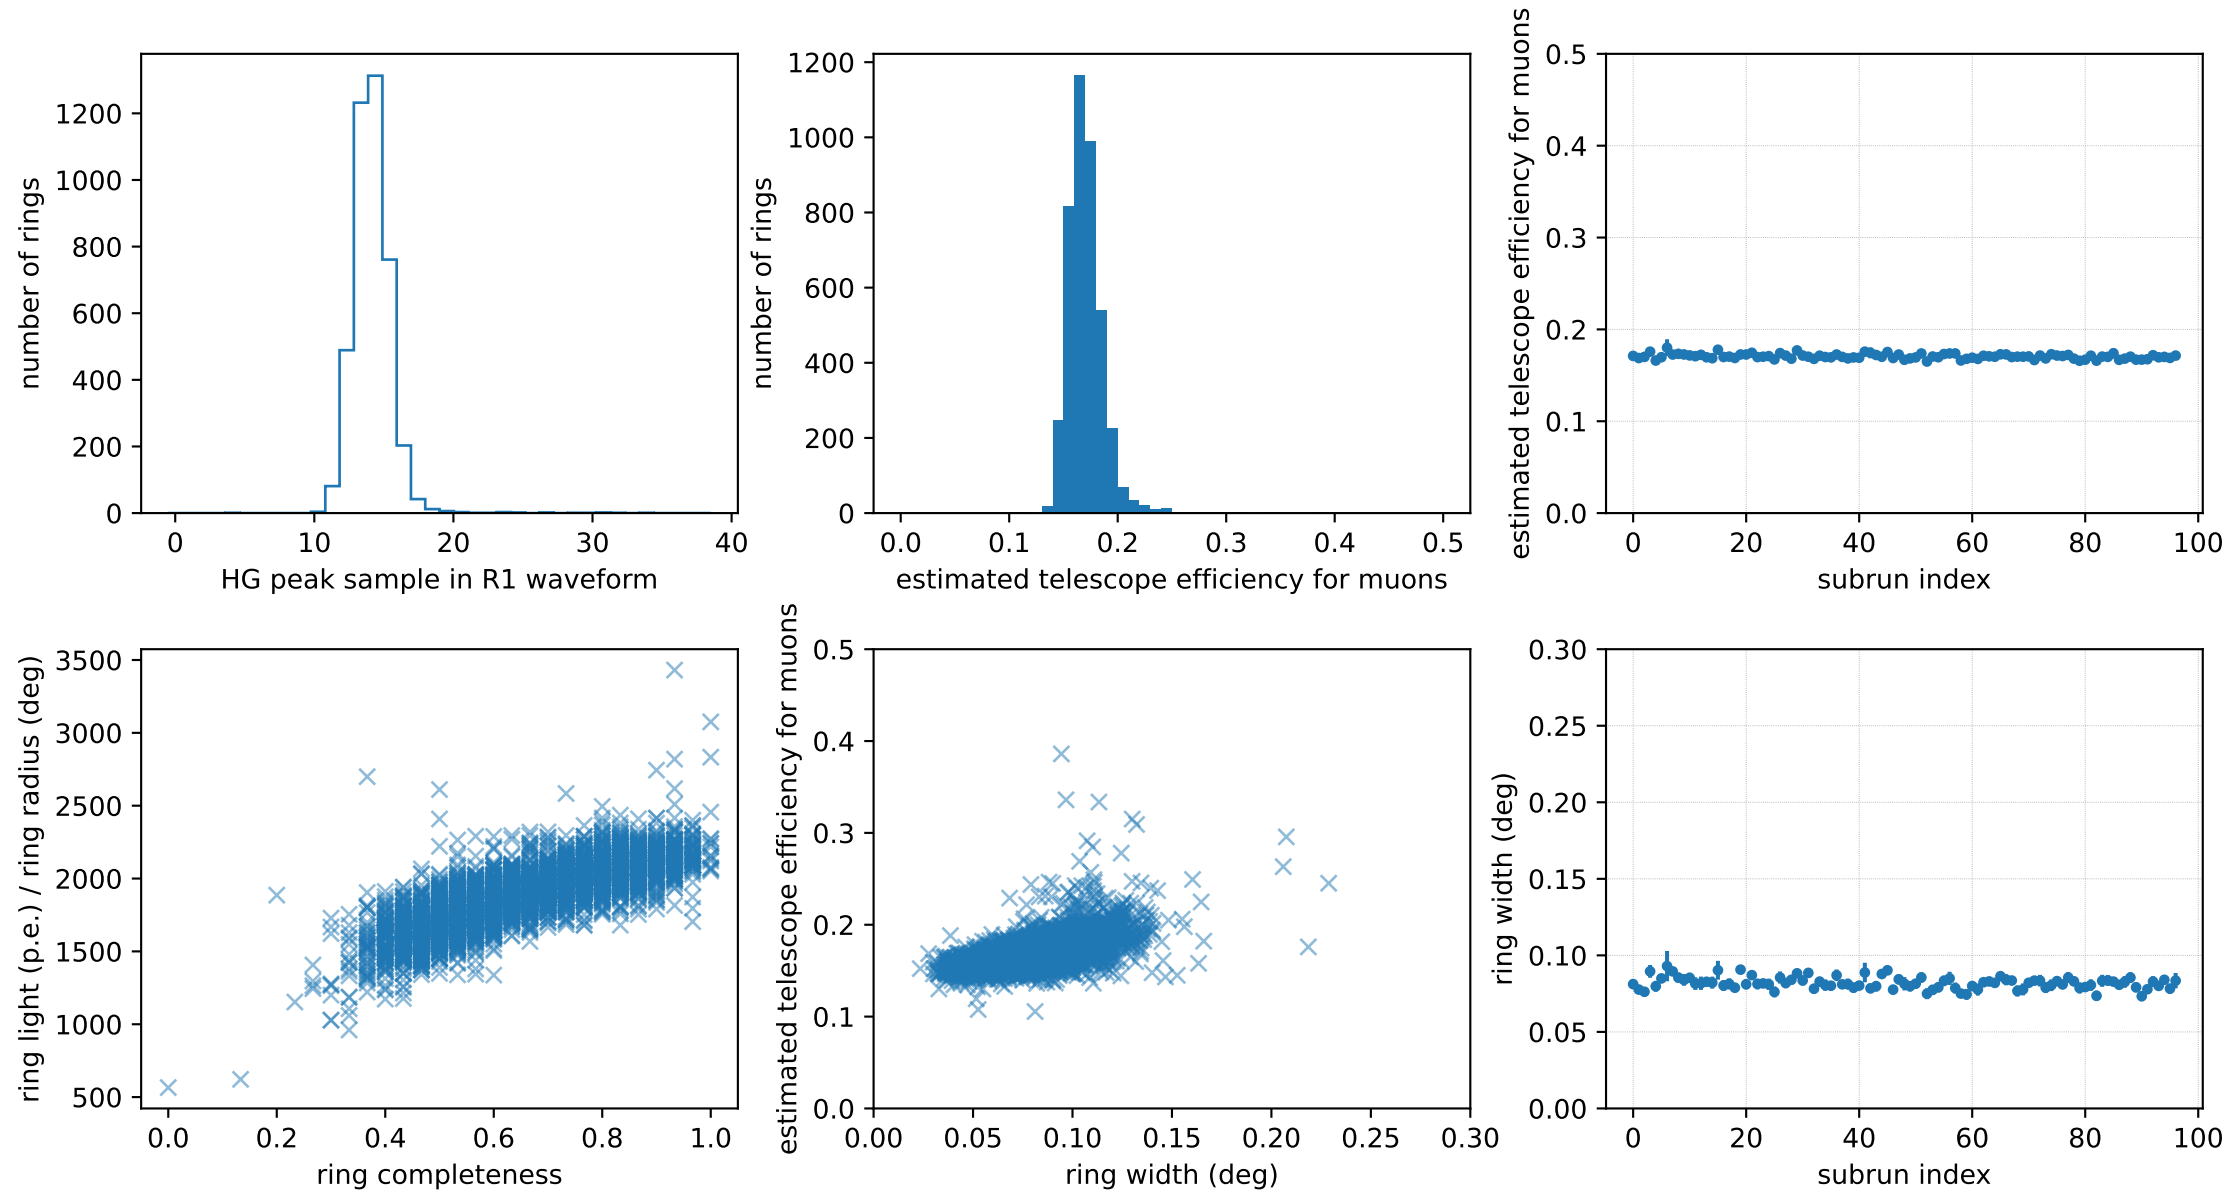 number of rings
1200
1000
800
600
400
200
0
0 10 20 30 40
HG peak sample in R1 waveform
number of rings
1200
1000
800
600
400
200
0
0.0 0.1 0.2 0.3 0.4 0.5
estimated telescope efficiency for muons
estimated telescope efficiency for muons
0.5
0.4
0.3
0.2
0.1
0.0
0 20 40 60 80 100
subrun index
ring light (p.e.) / ring radius (deg)
3500
3000
2500
2000
1500
1000
500
0.0 0.2 0.4 0.6 0.8 1.0
ring completeness
estimated telescope efficiency for muons
0.5
0.4
0.3
0.2
0.1
0.0
0.00 0.05 0.10 0.15 0.20 0.25 0.30
ring width (deg)
ring width (deg)
0.30
0.25
0.20
0.15
0.10
0.05
0.00
0 20 40 60 80 100
subrun index